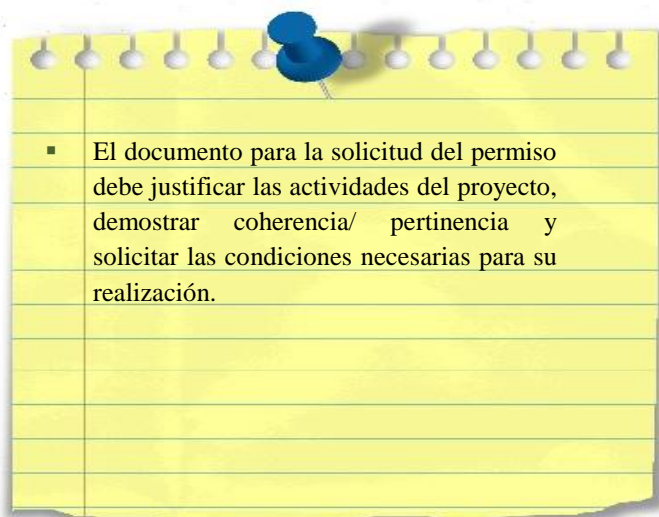 ▪ El documento para la solicitud del permiso
debe justificar las actividades del proyecto,
demostrar coherencia/ pertinencia y
solicitar las condiciones necesarias para su
realización.